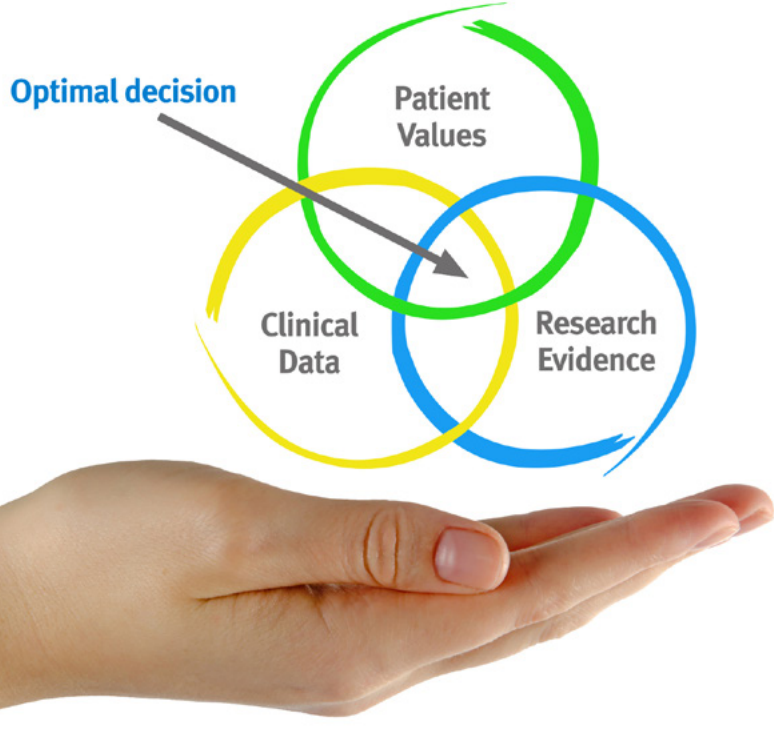 Optimal decision
Patient
Values
Clinical
Data
Research
Evidence